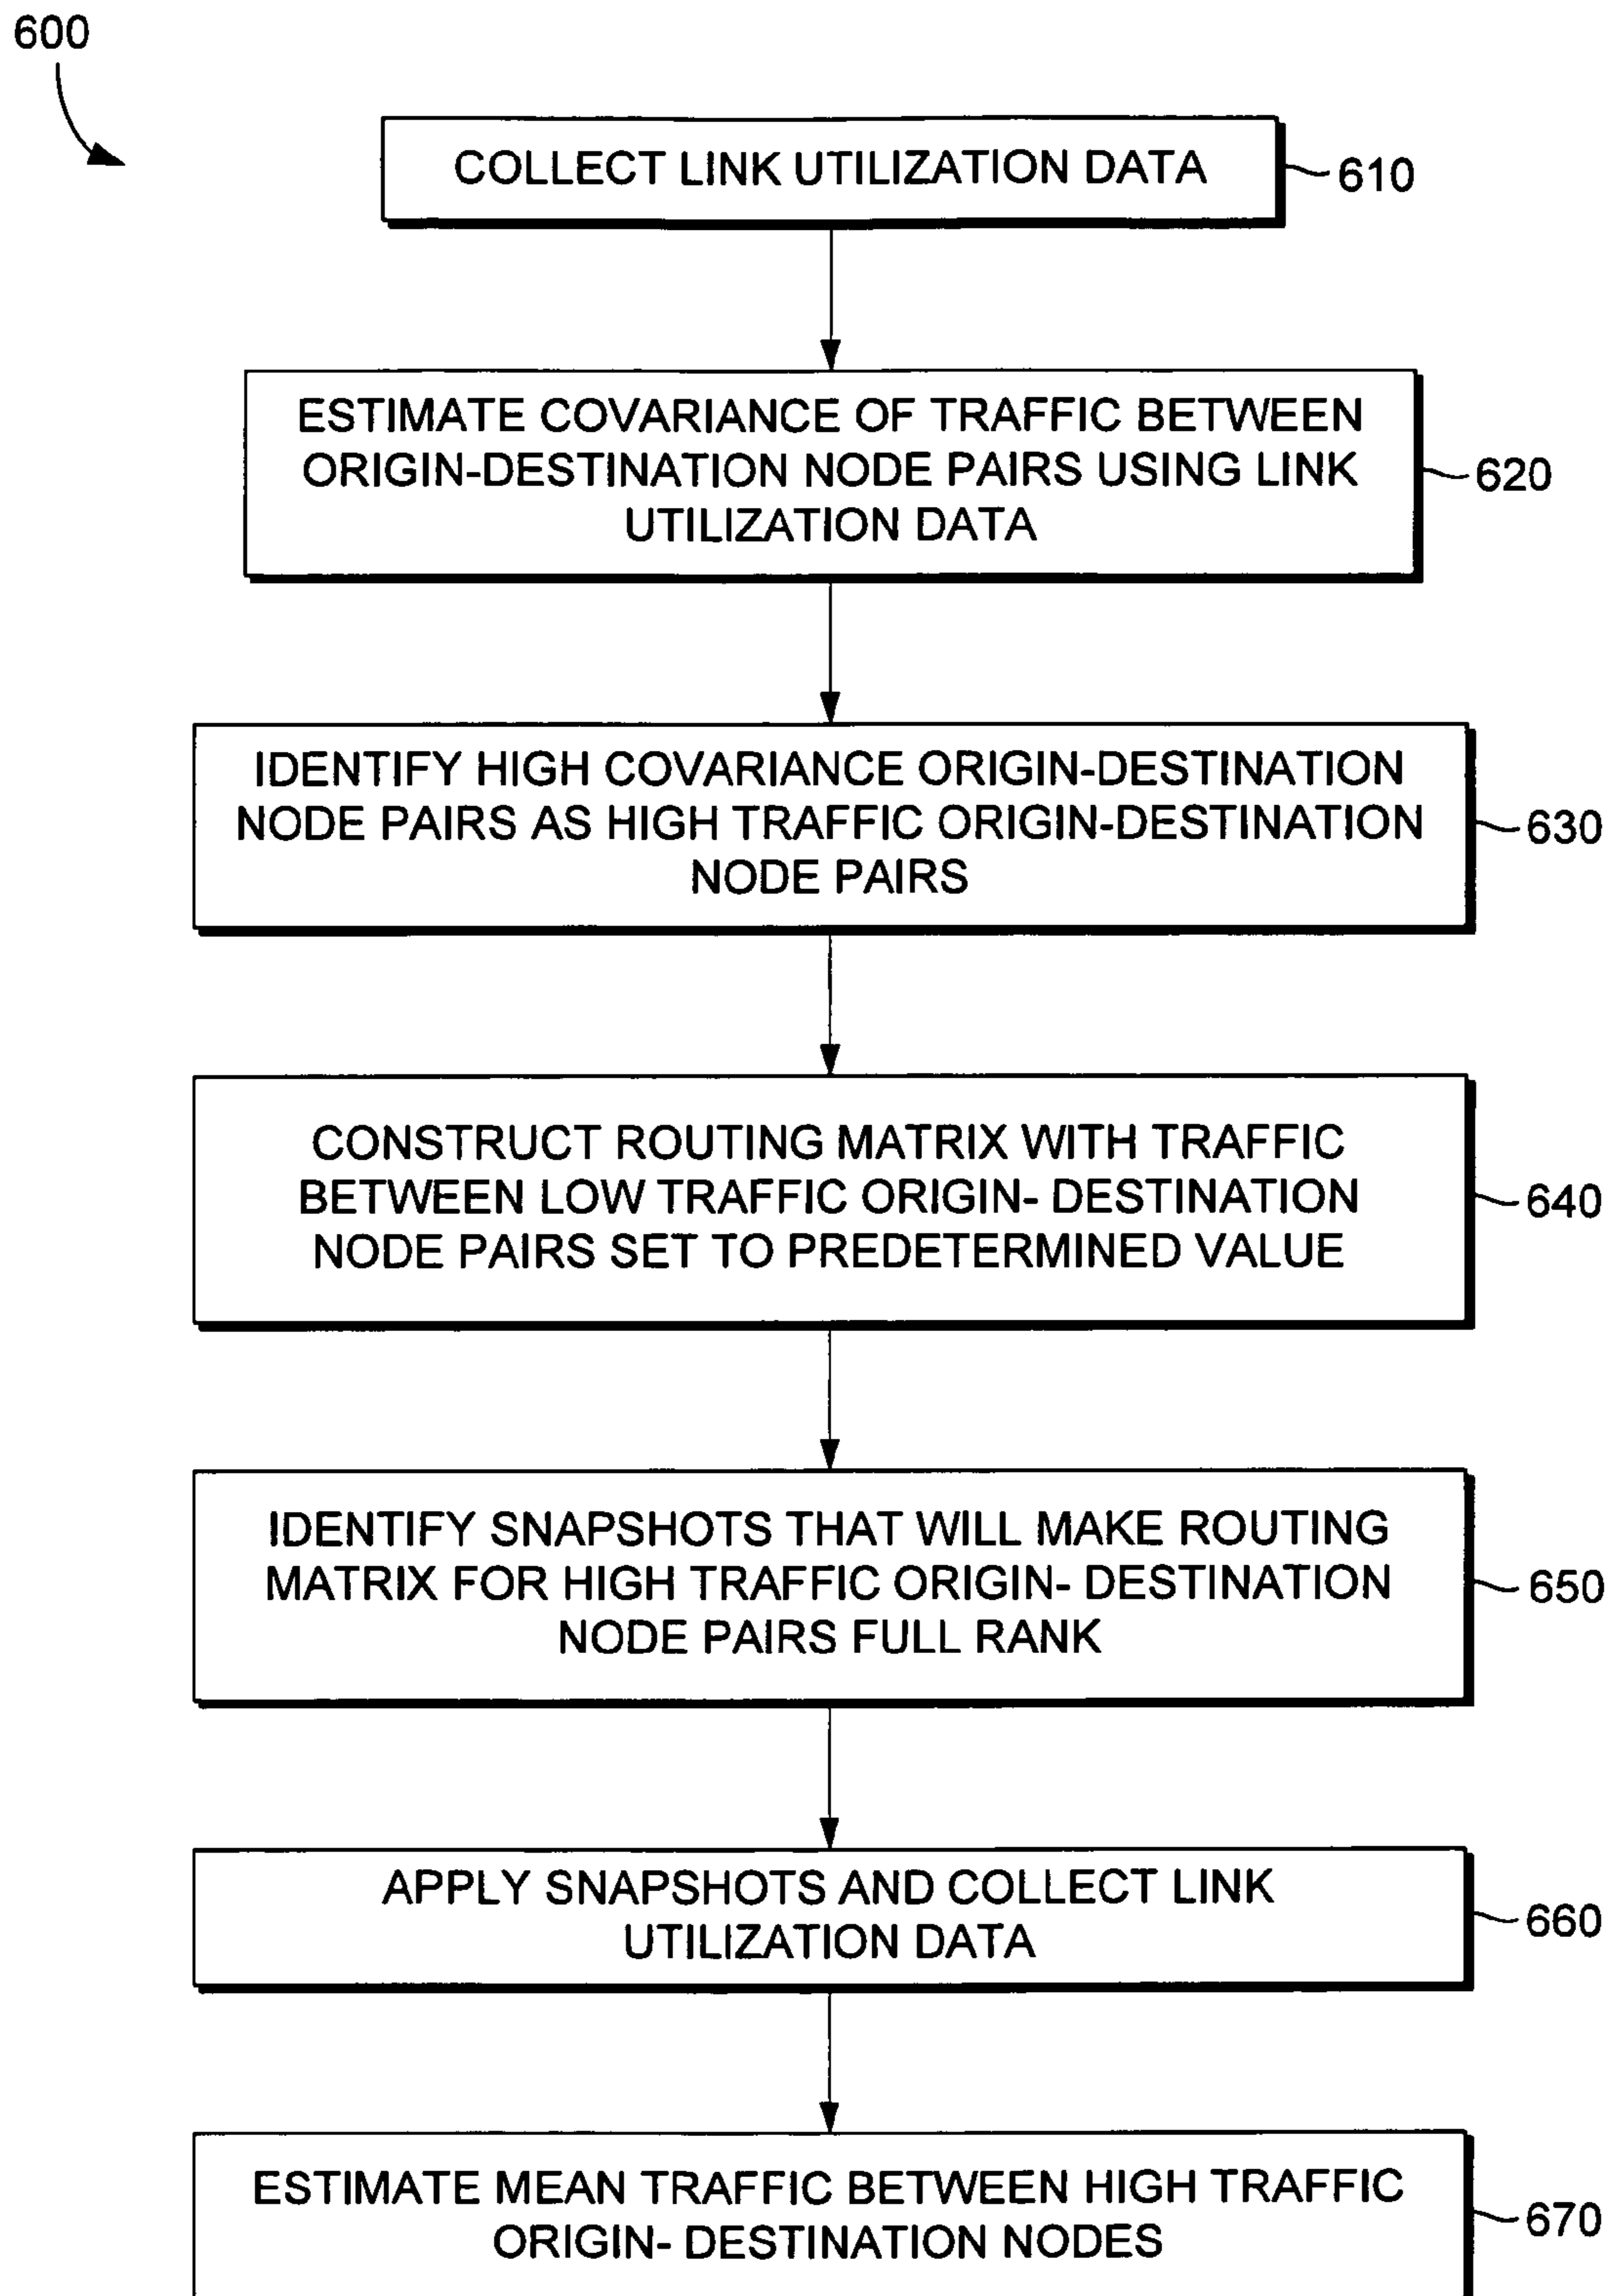 600
COLLECT LINK UTILIZATION DATA
610
ESTIMATE COVARIANCE OF TRAFFIC BETWEEN
ORIGIN-DESTINATION NODE PAIRS USING LINK
UTILIZATION DATA
620
IDENTIFY HIGH COVARIANCE ORIGIN-DESTINATION
NODE PAIRS AS HIGH TRAFFIC ORIGIN-DESTINATION
NODE PAIRS
630
CONSTRUCT ROUTING MATRIX WITH TRAFFIC
BETWEEN LOW TRAFFIC ORIGIN- DESTINATION
NODE PAIRS SET TO PREDETERMINED VALUE
640
IDENTIFY SNAPSHOTS THAT WILL MAKE ROUTING
MATRIX FOR HIGH TRAFFIC ORIGIN- DESTINATION
NODE PAIRS FULL RANK
650
APPLY SNAPSHOTS AND COLLECT LINK
UTILIZATION DATA
660
ESTIMATE MEAN TRAFFIC BETWEEN HIGH TRAFFIC
ORIGIN- DESTINATION NODES
670